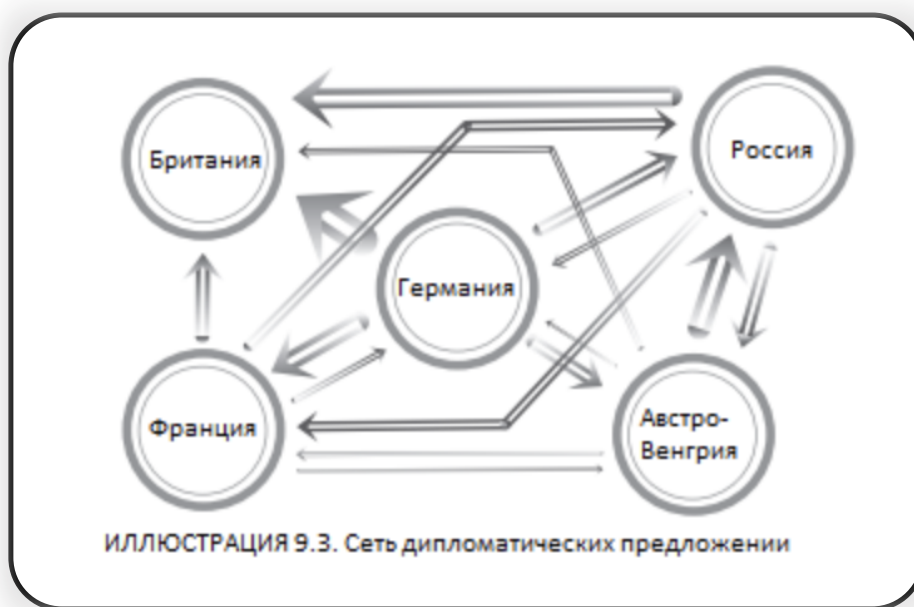 Британия
Россия
Германия
Франция
Австро-
Венгрия
ИЛЛЮСТРАЦИЯ 9.3. Сеть дипломатических предложении